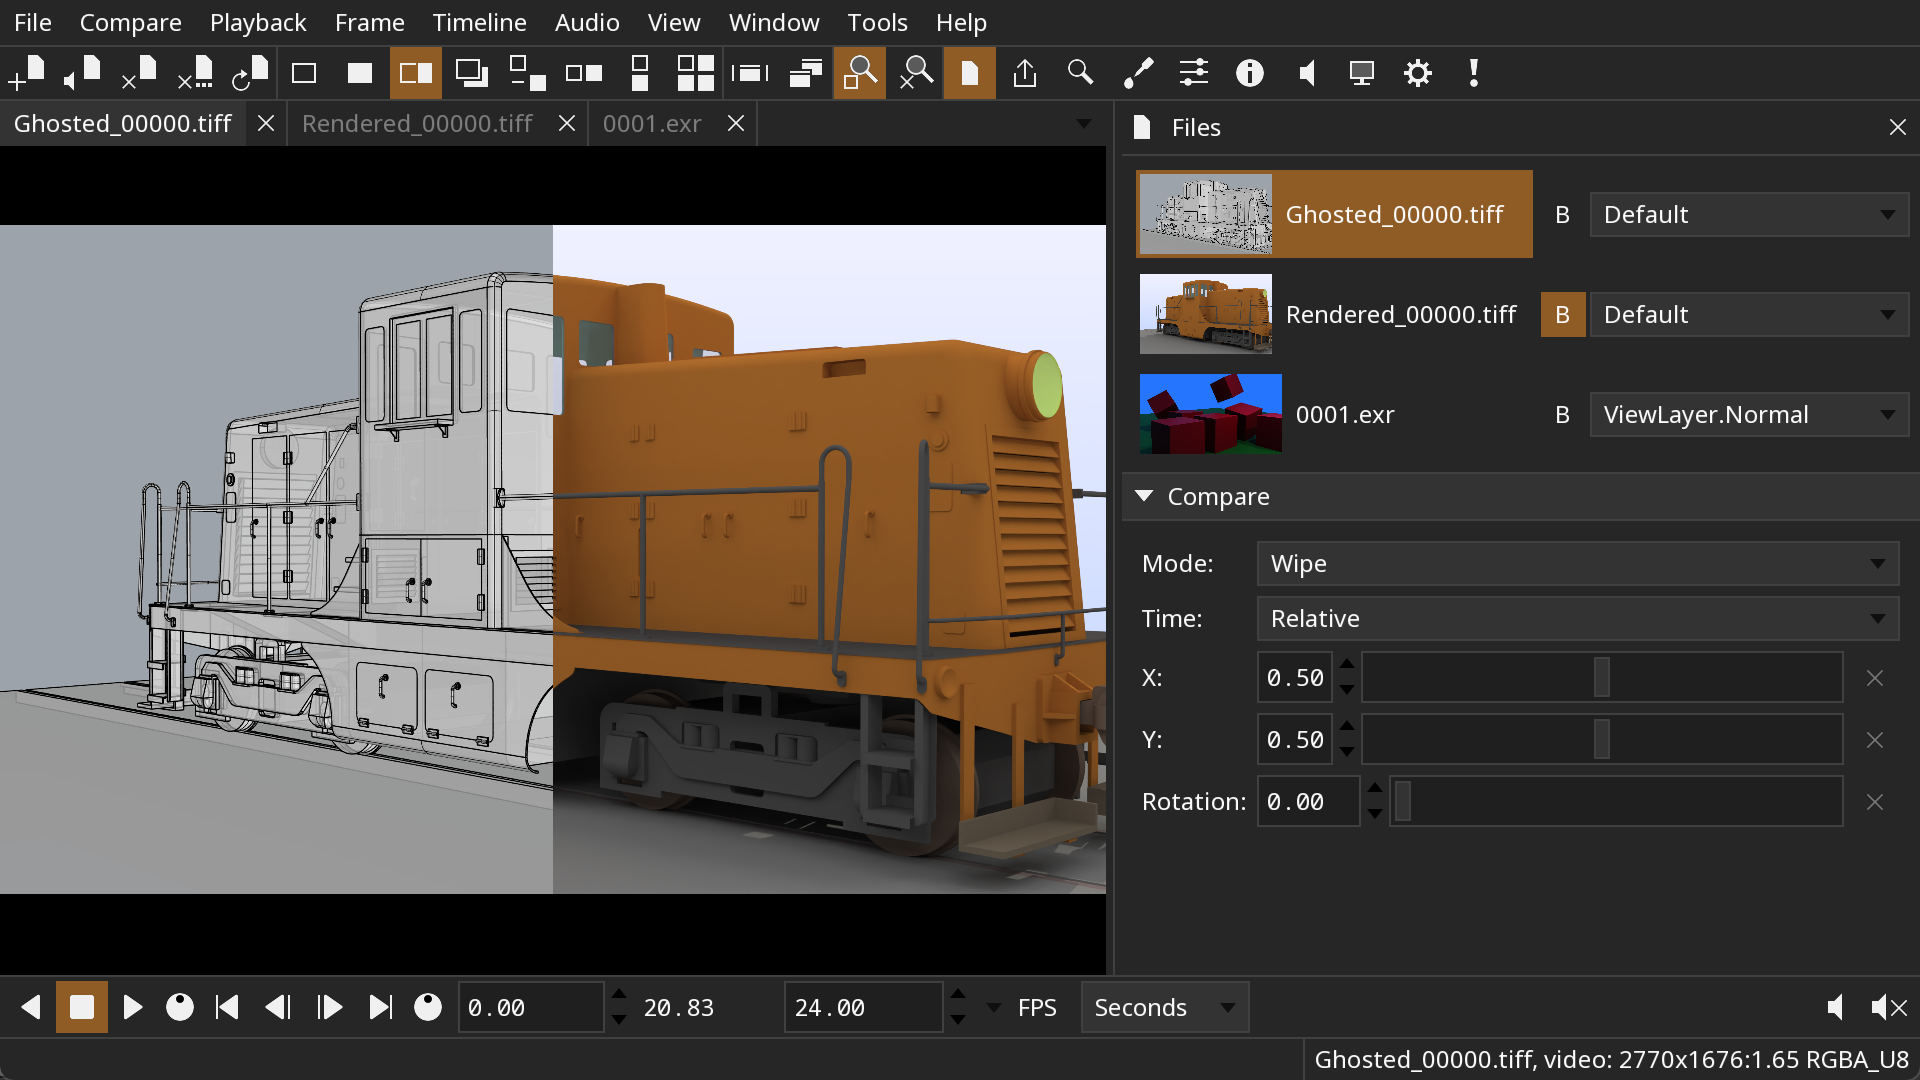 File Compare Playback Frame Timeline Audio View Window Tools Help
Ghosted_00000.tiff Rendered_00000.tiff 0001.exr
Files
Ghosted_00000.tiff B Default
Rendered_00000.tiff B Default
0001.exr B ViewLayer.Normal
Compare
Mode: Wipe
Time: Relative
X: 0.50
Y: 0.50
Rotation: 0.00
0.00 20.83 24.00 FPS Seconds
Ghosted_00000.tiff, video: 2770x1676:1.65 RGBA_U8